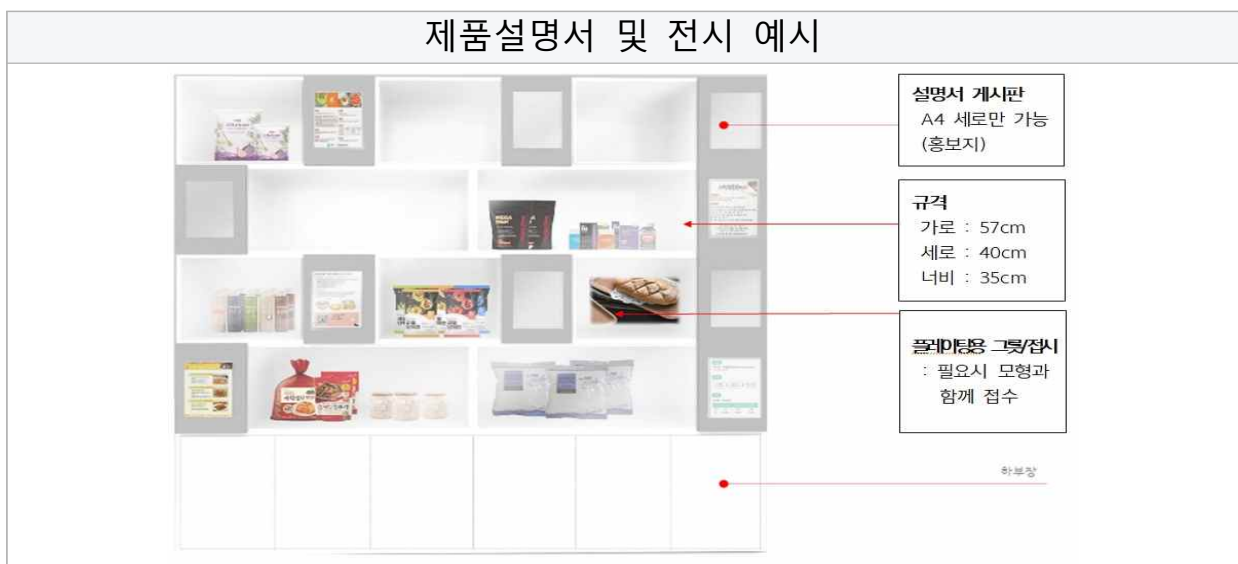 제품설명서 및 전시 예시
설명서 게시판
A4 세로만 가능
(홍보지)
규격
가로 : 57cm
세로 : 40cm
너비 : 35cm
플레이팅용 그릇/접시
: 필요시 모형과
함께 접수
하부장